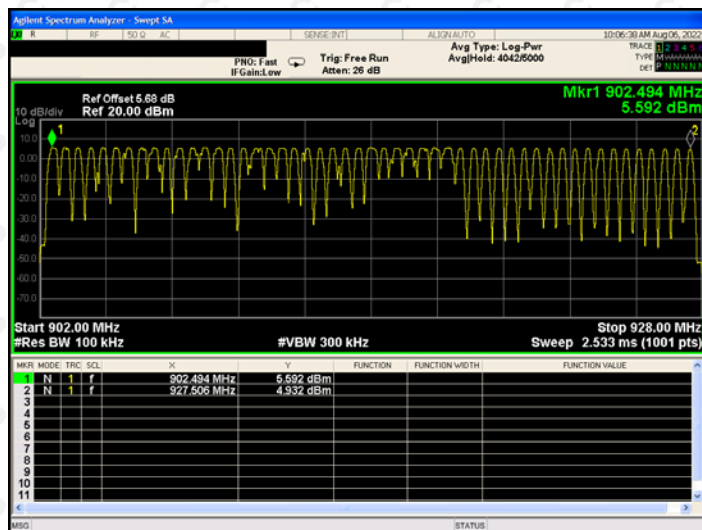 Agilent Spectrum Analyzer - Swept SA
R RF 50 Ω AC SENSE:INT ALIGN AUTO 10:06:38 AM Aug 06, 2022
PNO: Fast Trig: Free Run Avg Type: Log-Pwr TRACE 1 2 3 4 5
IFGain:Low Atten: 26 dB Avg|Hold: 4042/5000 TYPE M
DET P N N N N
Mkr1 902.494 MHz
5.592 dBm
Ref Offset 5.68 dB
10 dB/div Ref 20.00 dBm
Log
1
2
10.0
0.00
-10.0
-20.0
-30.0
-40.0
-50.0
-60.0
-70.0
Start 902.00 MHz Stop 928.00 MHz
#Res BW 100 kHz #VBW 300 kHz Sweep 2.533 ms (1001 pts)
MKR MODE TRC SCL X Y FUNCTION FUNCTION WIDTH FUNCTION VALUE
1 N 1 f 902.494 MHz 5.592 dBm
2 N 1 f 927.506 MHz 4.932 dBm
3
4
5
6
7
8
9
10
11
MSG STATUS